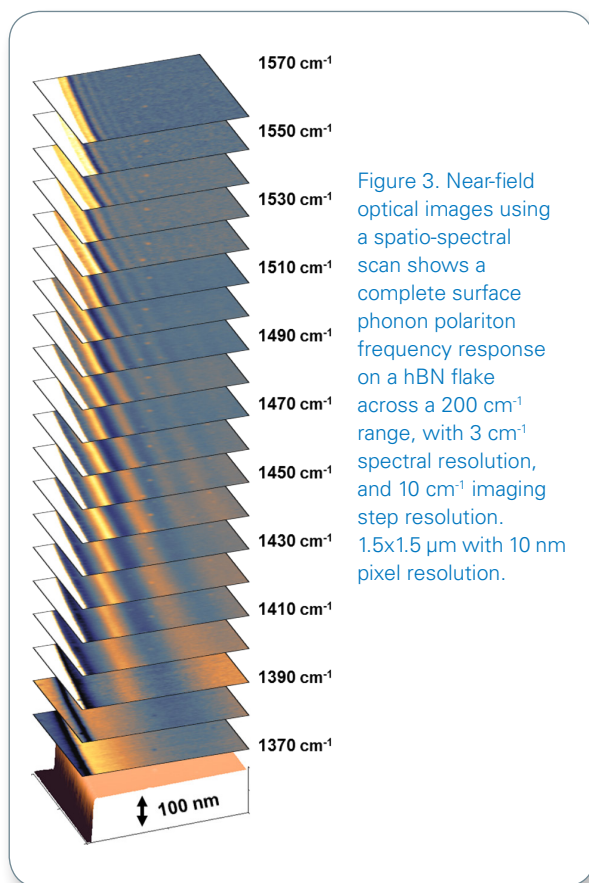 1570 cm⁻¹
1550 cm⁻¹
1530 cm⁻¹
1510 cm⁻¹
1490 cm⁻¹
1470 cm⁻¹
1450 cm⁻¹
1430 cm⁻¹
1410 cm⁻¹
1390 cm⁻¹
1370 cm⁻¹
100 nm
Figure 3. Near-field
optical images using
a spatio-spectral
scan shows a
complete surface
phonon polariton
frequency response
on a hBN flake
across a 200 cm⁻¹
range, with 3 cm⁻¹
spectral resolution,
and 10 cm⁻¹ imaging
step resolution.
1.5x1.5 µm with 10 nm
pixel resolution.